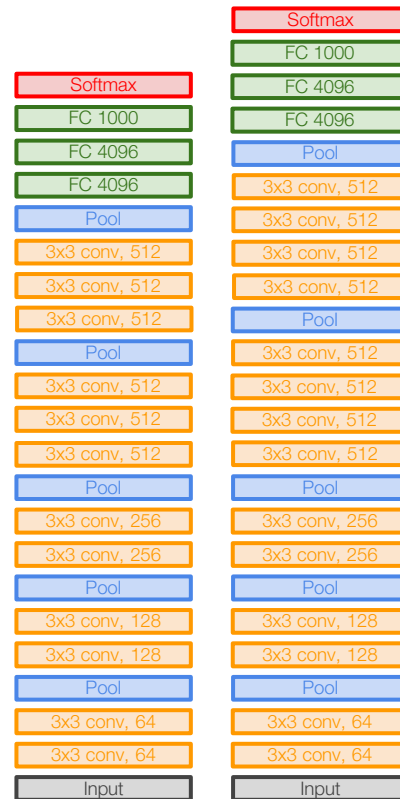 Softmax
FC 1000
FC 4096
FC 4096
Pool
3x3 conv, 512
3x3 conv, 512
3x3 conv, 512
Pool
3x3 conv, 512
3x3 conv, 512
3x3 conv, 512
Pool
3x3 conv, 256
3x3 conv, 256
Pool
3x3 conv, 128
3x3 conv, 128
Pool
3x3 conv, 64
3x3 conv, 64
Input
Softmax
FC 1000
FC 4096
FC 4096
Pool
3x3 conv, 512
3x3 conv, 512
3x3 conv, 512
3x3 conv, 512
Pool
3x3 conv, 512
3x3 conv, 512
3x3 conv, 512
3x3 conv, 512
Pool
3x3 conv, 256
3x3 conv, 256
Pool
3x3 conv, 128
3x3 conv, 128
Pool
3x3 conv, 64
3x3 conv, 64
Input